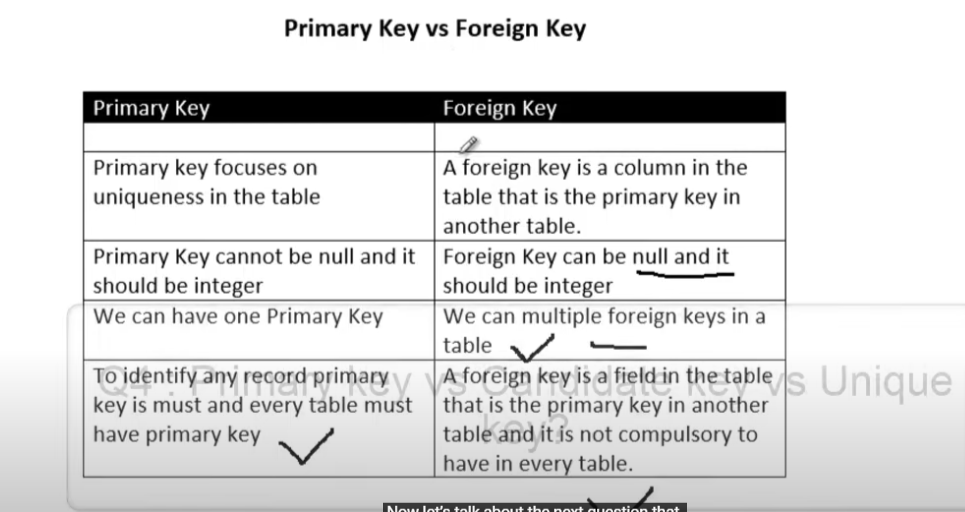 Primary Key vs Foreign Key
Primary Key
Foreign Key
Primary key focuses on
uniqueness in the table
A foreign key is a column in the
table that is the primary key in
another table.
Primary Key cannot be null and it
should be integer
Foreign Key can be null and it
should be integer
We can have one Primary Key
We can multiple foreign keys in a
table
To identify any record primary
key is must and every table must
have primary key
A foreign key is a field in the table
that is the primary key in another
table and it is not compulsory to
have in every table.
Q4 : Primary key vs Candidate key vs Unique
key?
Now let's talk about the next question that